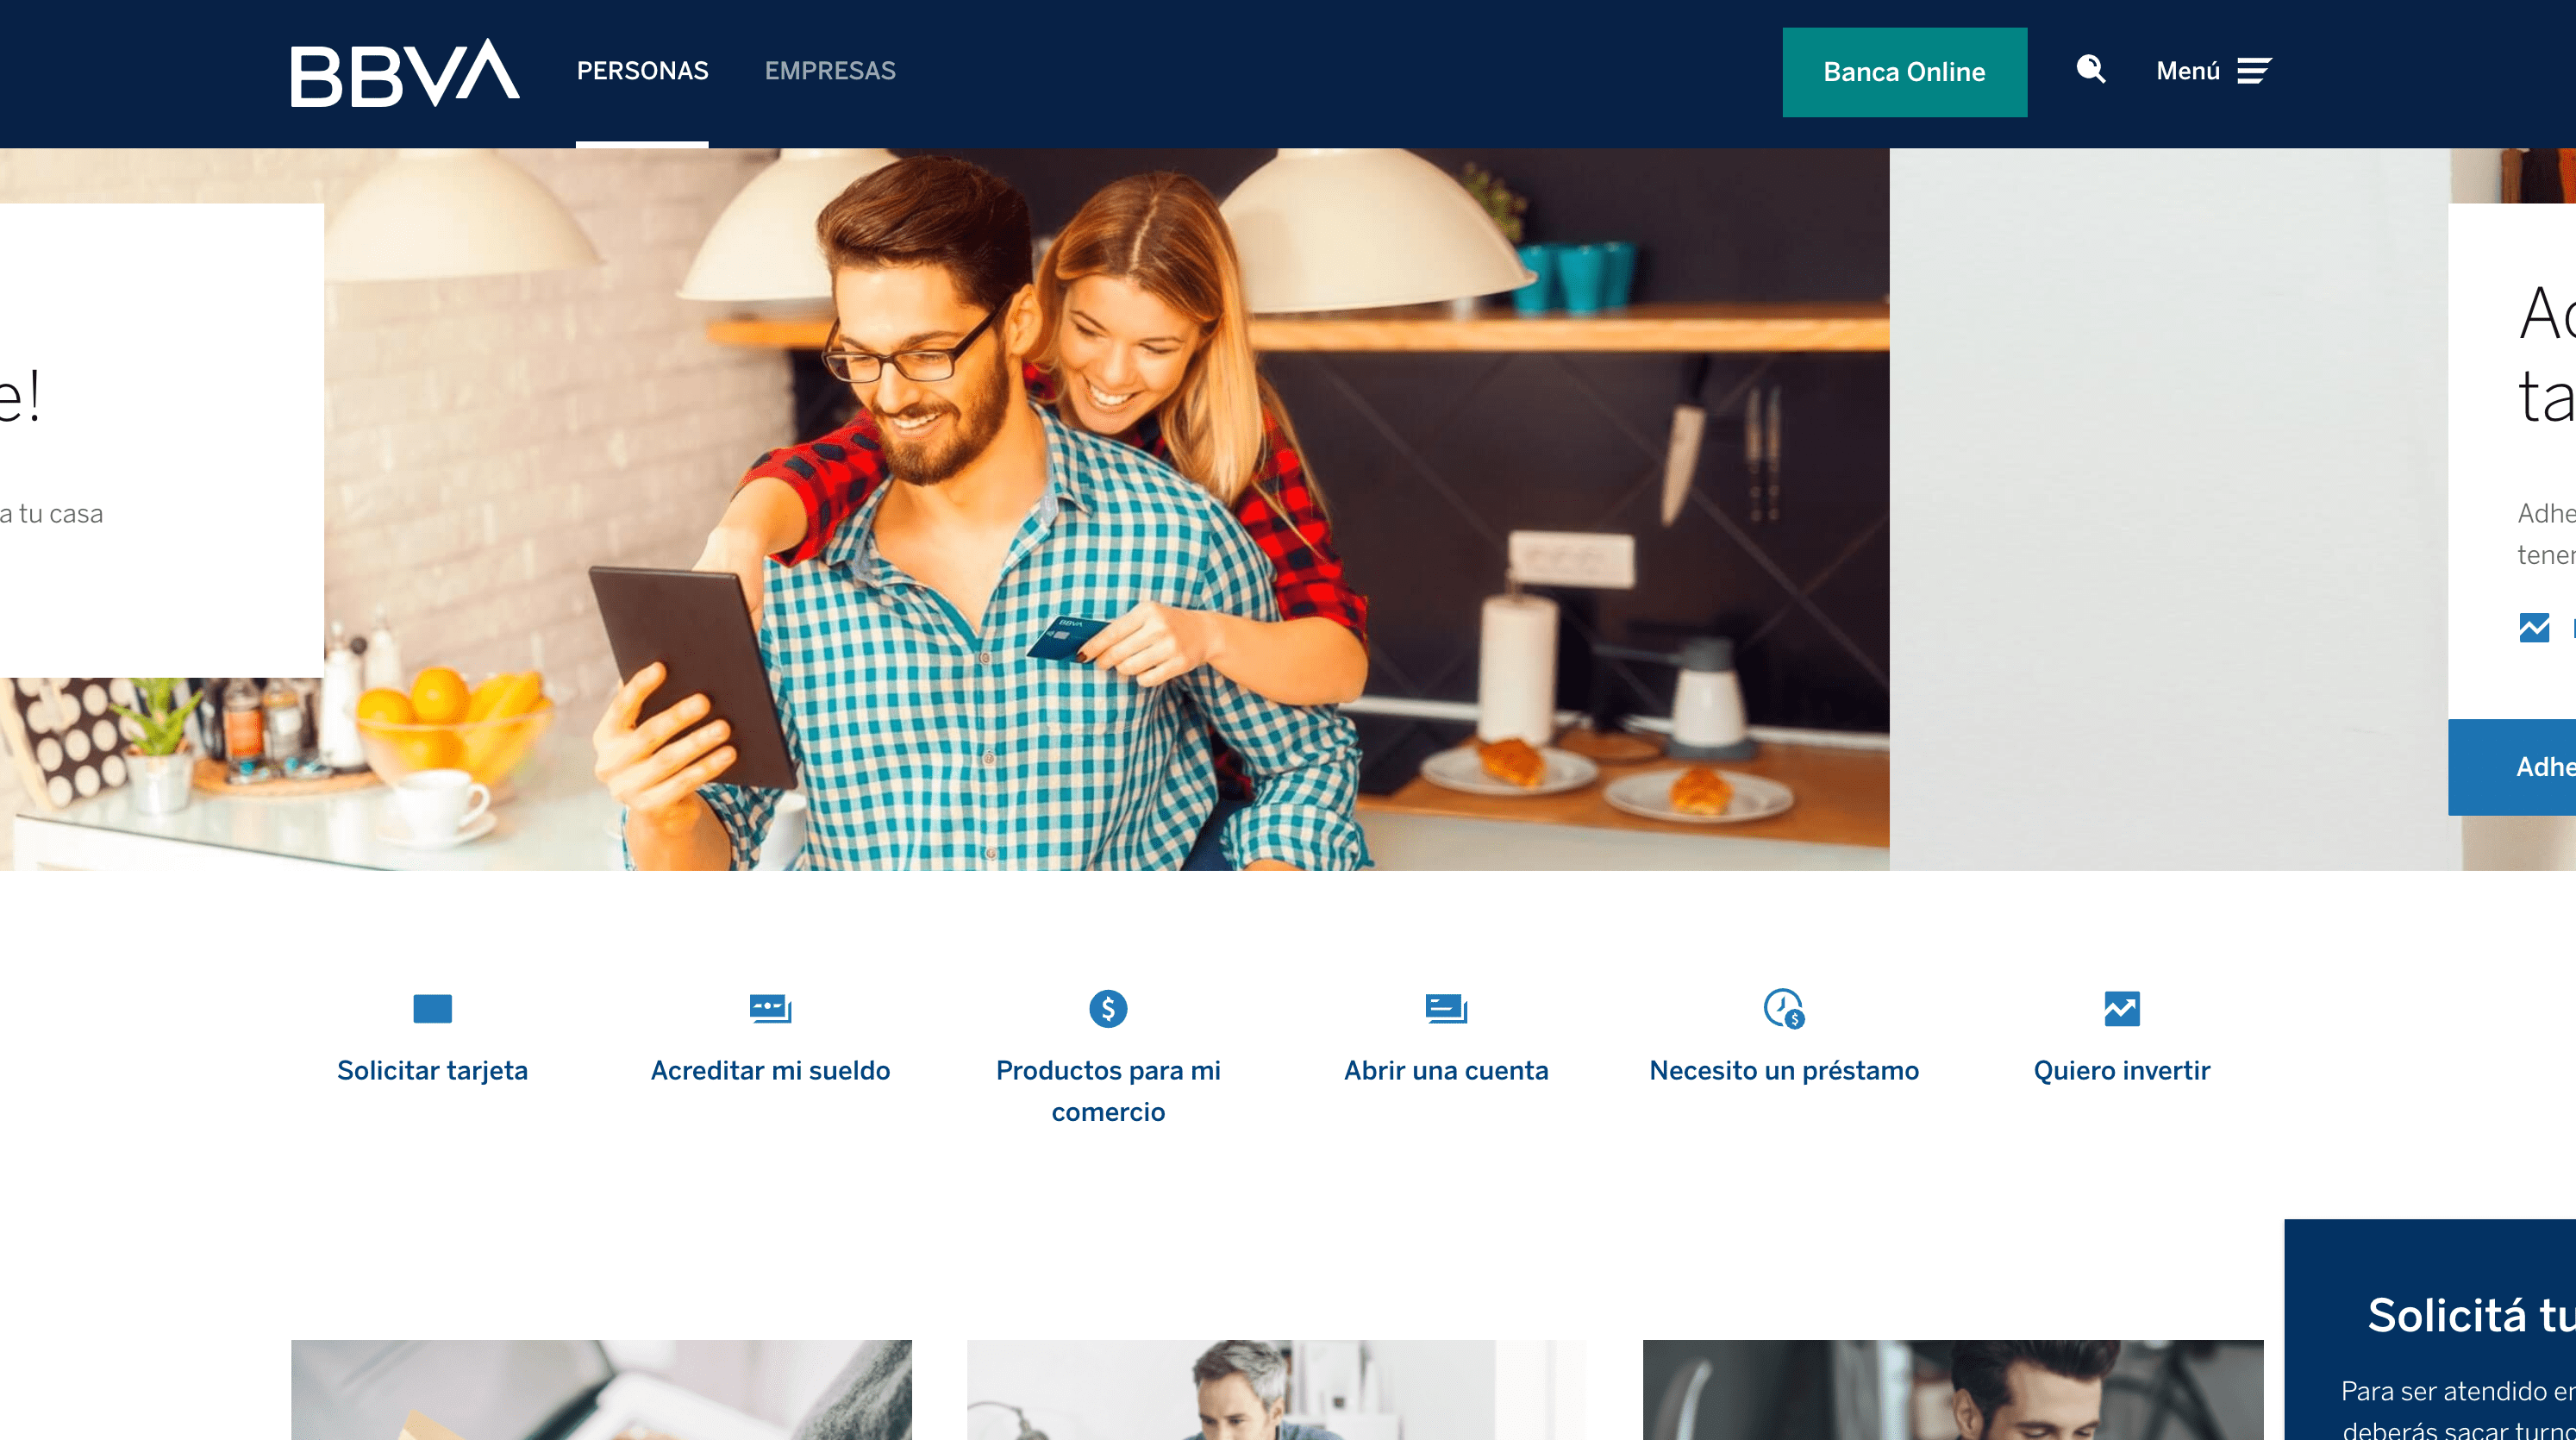 BBVA
PERSONAS
EMPRESAS
Banca Online
Menú
e!
a tu casa
BBVA
Ac
ta
Adhe
tener
Adhe
Solicitar tarjeta
Acreditar mi sueldo
Productos para mi
comercio
Abrir una cuenta
Necesito un préstamo
Quiero invertir
Solicitá tu
Para ser atendido en
deberás sacar turno